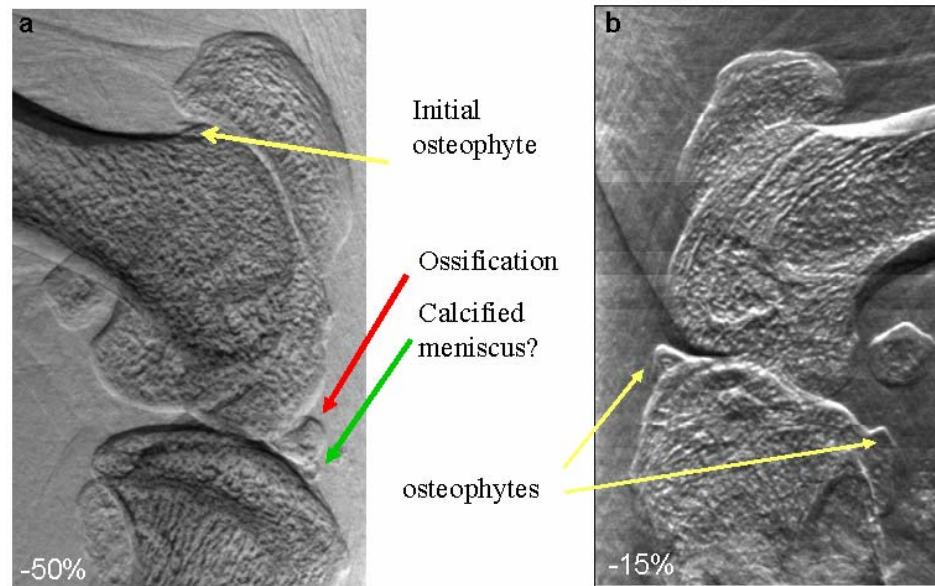 a
b
Initial
osteophyte
Ossification
Calcified
meniscus?
osteophytes
-50%
-15%